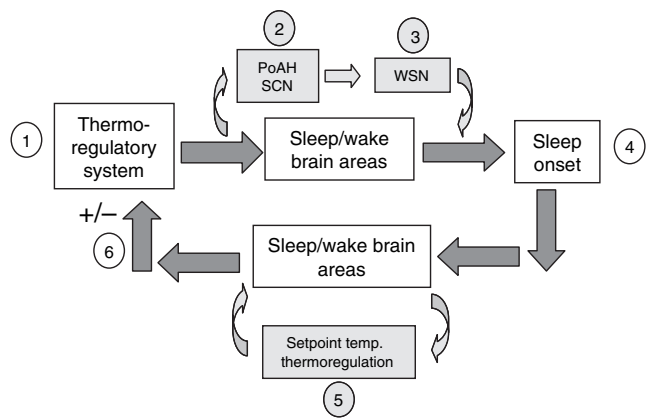 2
3
PoAH
SCN
WSN
1
Thermo-
regulatory
system
Sleep/wake
brain areas
Sleep
onset
4
+/–
6
Sleep/wake brain
areas
Setpoint temp.
thermoregulation
5